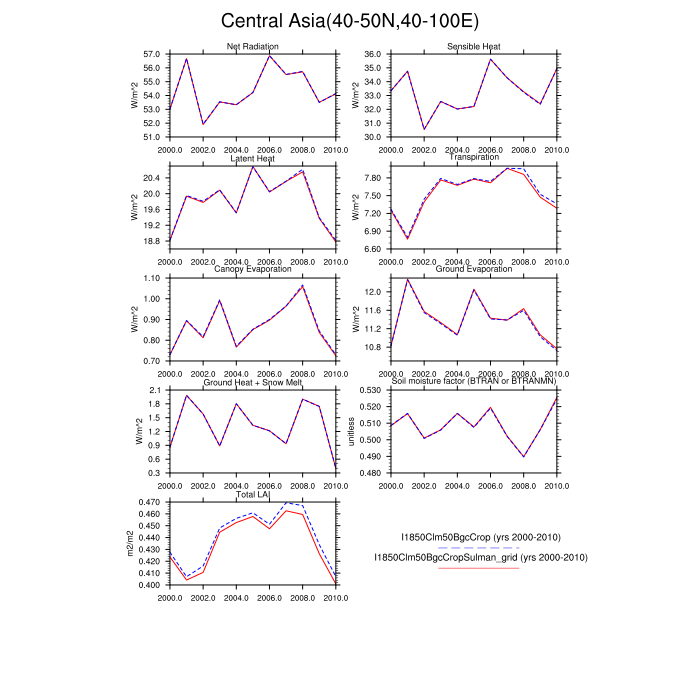 Central Asia(40-50N,40-100E)
Net Radiation
57.0
56.0
55.0
54.0
53.0
52.0
51.0
W/m^2
2000.0 2002.0 2004.0 2006.0 2008.0 2010.0
Sensible Heat
36.0
35.0
34.0
33.0
32.0
31.0
30.0
W/m^2
2000.0 2002.0 2004.0 2006.0 2008.0 2010.0
Latent Heat
20.4
20.0
19.6
19.2
18.8
W/m^2
2000.0 2002.0 2004.0 2006.0 2008.0 2010.0
Transpiration
7.80
7.50
7.20
6.90
6.60
W/m^2
2000.0 2002.0 2004.0 2006.0 2008.0 2010.0
Canopy Evaporation
1.10
1.00
0.90
0.80
0.70
W/m^2
2000.0 2002.0 2004.0 2006.0 2008.0 2010.0
Ground Evaporation
12.0
11.6
11.2
10.8
W/m^2
2000.0 2002.0 2004.0 2006.0 2008.0 2010.0
Ground Heat + Snow Melt
2.1
1.8
1.5
1.2
0.9
0.6
0.3
W/m^2
2000.0 2002.0 2004.0 2006.0 2008.0 2010.0
Soil moisture factor (BTRAN or BTRANMN)
0.530
0.520
0.510
0.500
0.490
0.480
unitless
2000.0 2002.0 2004.0 2006.0 2008.0 2010.0
Total LAI
0.470
0.460
0.450
0.440
0.430
0.420
0.410
0.400
m2/m2
2000.0 2002.0 2004.0 2006.0 2008.0 2010.0
I1850Clm50BgcCrop (yrs 2000-2010)
I1850Clm50BgcCropSulman_grid (yrs 2000-2010)